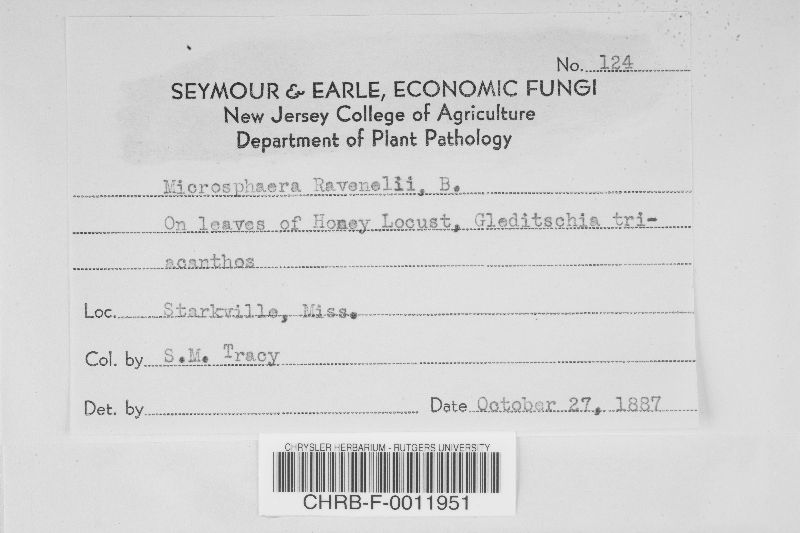 No. 124
SEYMOUR & EARLE, ECONOMIC FUNGI
New Jersey College of Agriculture
Department of Plant Pathology
Microsphaera Ravenelii, B.
On leaves of Honey Locust, Gleditschia tri-
acanthos
Loc. Starkville, Miss.
Col. by S.M. Tracy
Det. by
Date October 27, 1887
CHRYSLER HERBARIUM - RUTGERS UNIVERSITY
CHRB-F-0011951